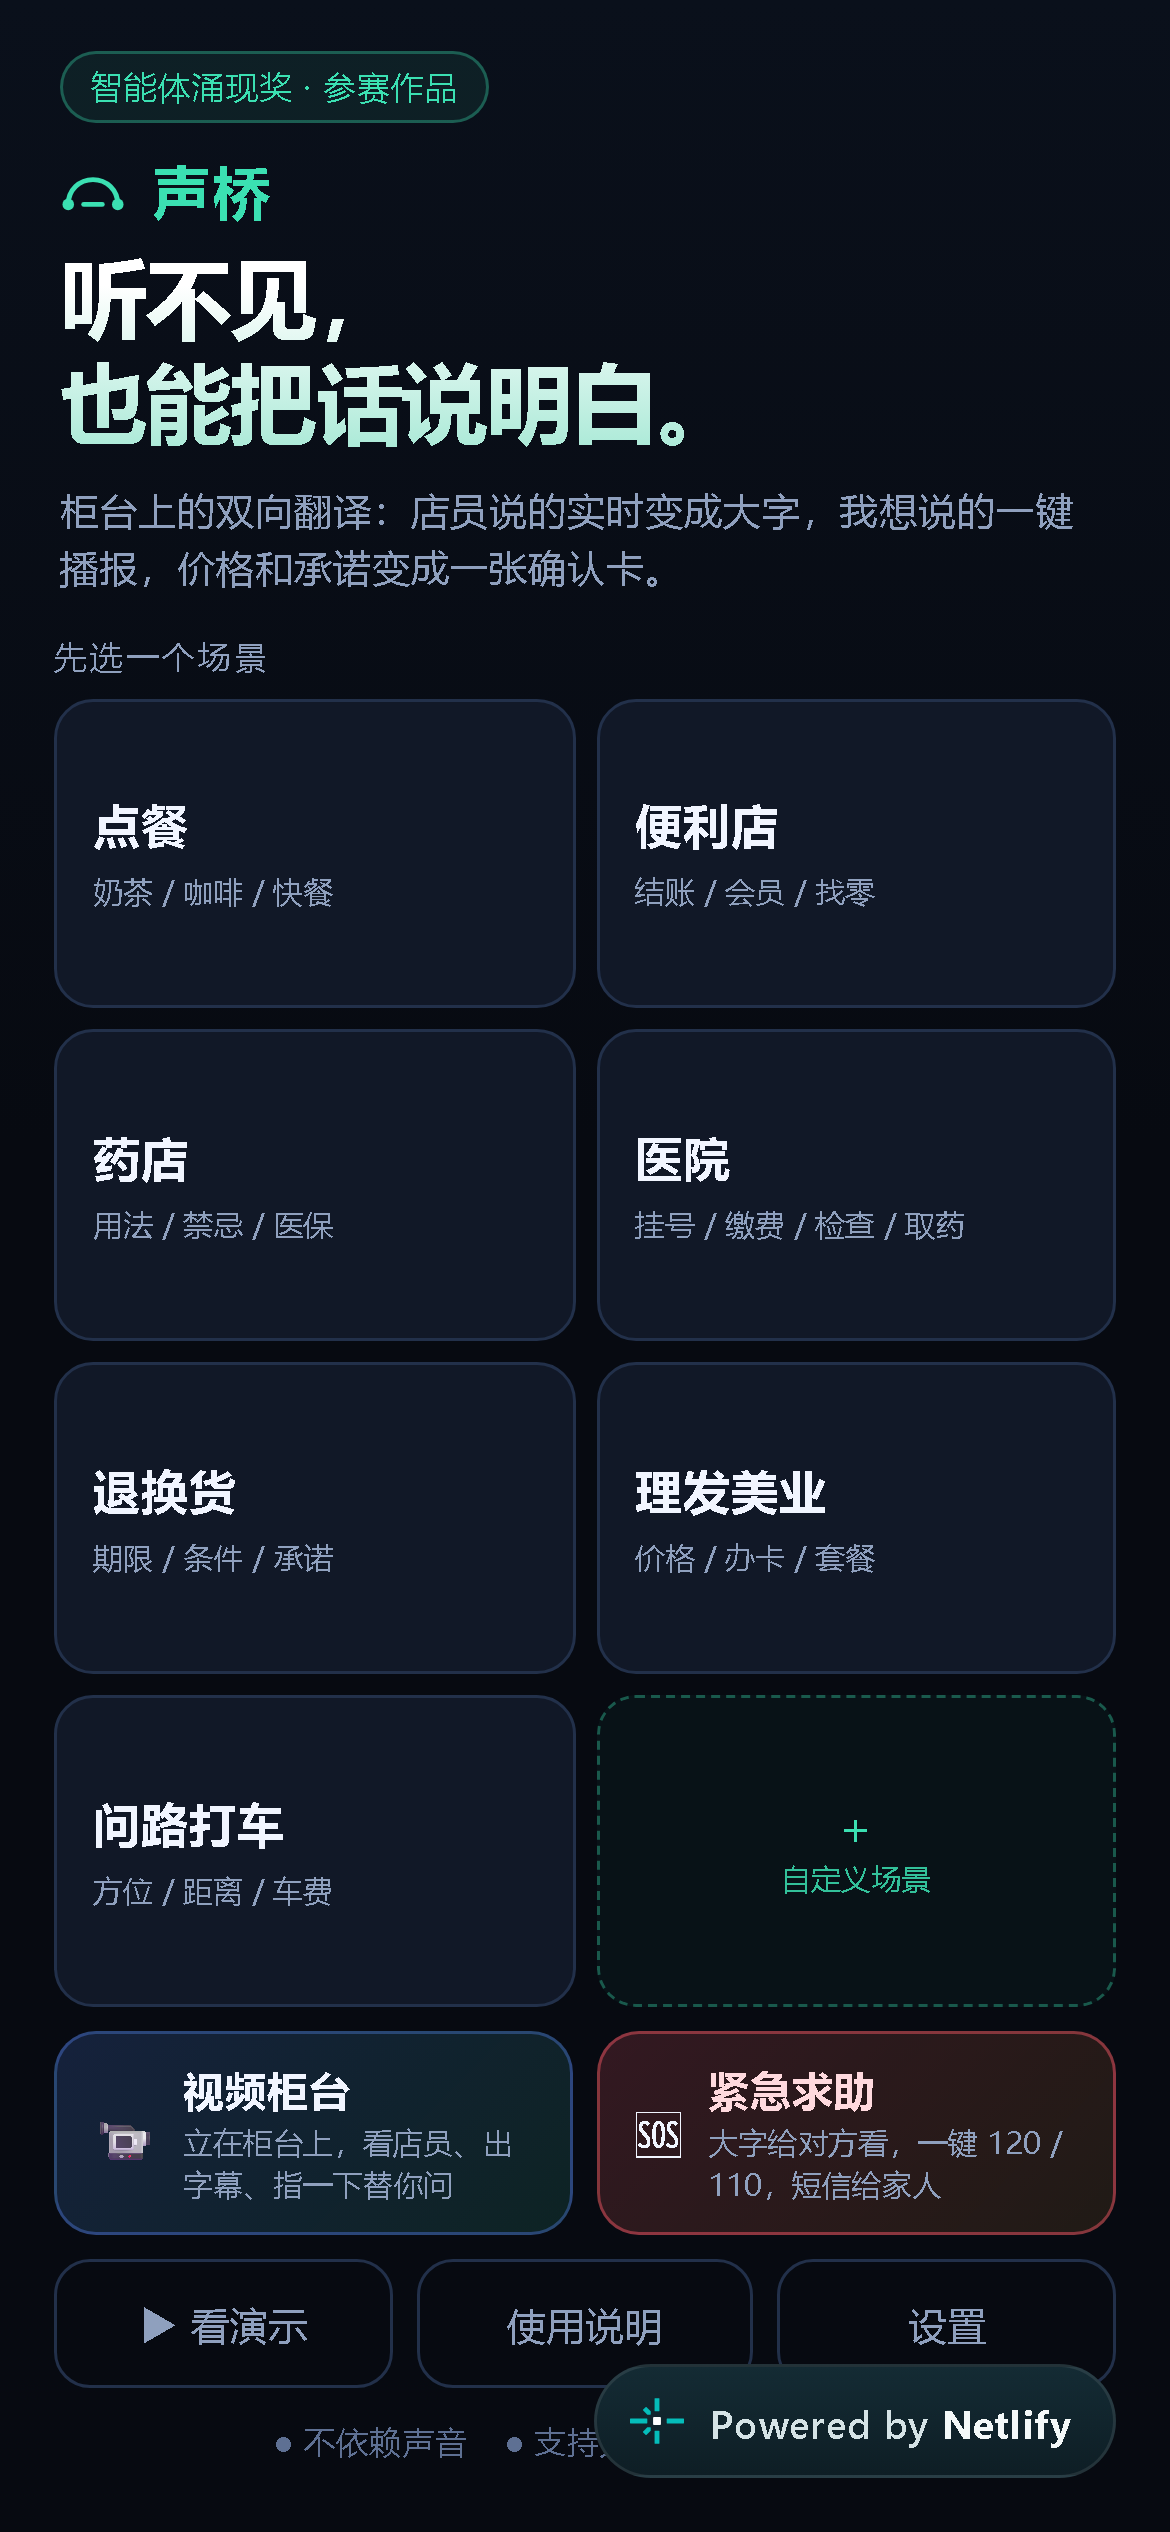 智能体涌现奖 · 参赛作品
声桥
听不见，
也能把话说明白。
柜台上的双向翻译：店员说的实时变成大字，我想说的一键
播报，价格和承诺变成一张确认卡。
先选一个场景
点餐
奶茶 / 咖啡 / 快餐
便利店
结账 / 会员 / 找零
药店
用法 / 禁忌 / 医保
医院
挂号 / 缴费 / 检查 / 取药
退换货
期限 / 条件 / 承诺
理发美业
价格 / 办卡 / 套餐
问路打车
方位 / 距离 / 车费
+
自定义场景
视频柜台
立在柜台上，看店员、出
字幕、指一下替你问
SOS
紧急求助
大字给对方看，一键 120 /
110，短信给家人
▶ 看演示
使用说明
设置
● 不依赖声音 ● 支持
Powered by Netlify